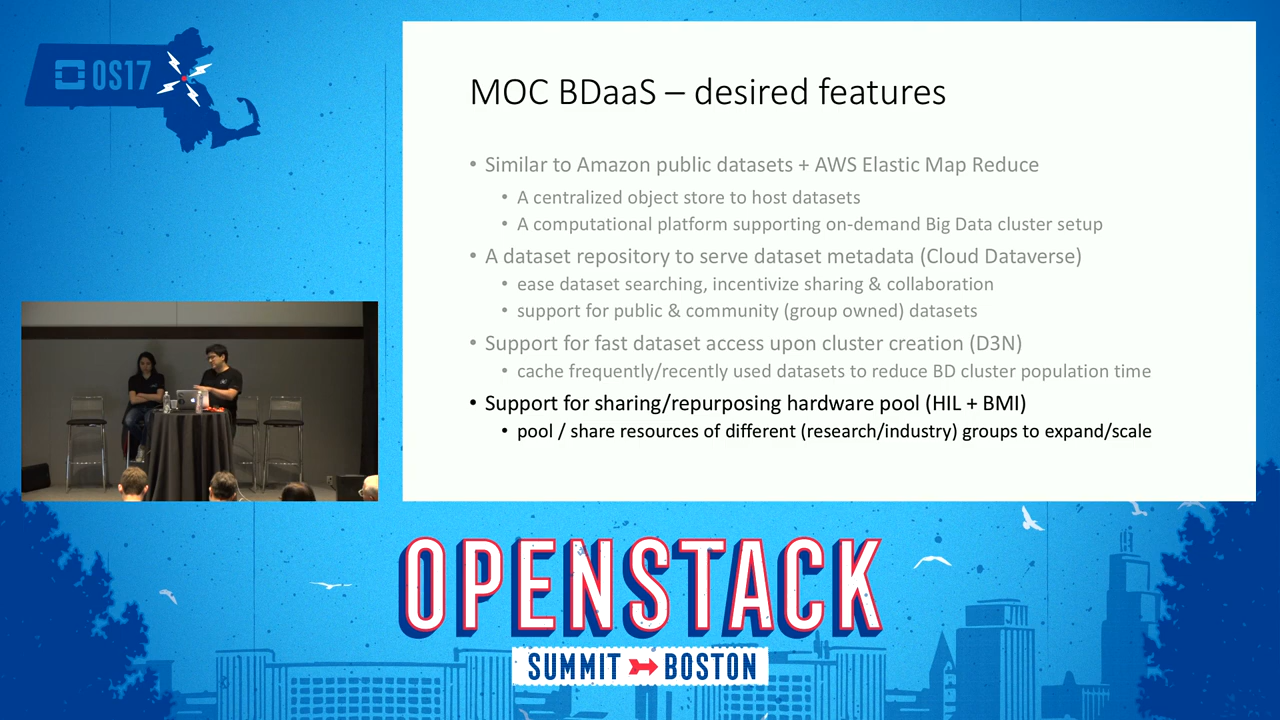 OS17
MOC BDaaS – desired features
• Similar to Amazon public datasets + AWS Elastic Map Reduce
• A centralized object store to host datasets
• A computational platform supporting on-demand Big Data cluster setup
• A dataset repository to serve dataset metadata (Cloud Dataverse)
• ease dataset searching, incentivize sharing & collaboration
• support for public & community (group owned) datasets
• Support for fast dataset access upon cluster creation (D3N)
• cache frequently/recently used datasets to reduce BD cluster population time
• Support for sharing/repurposing hardware pool (HIL + BMI)
• pool / share resources of different (research/industry) groups to expand/scale
OPENSTACK
SUMMIT BOSTON